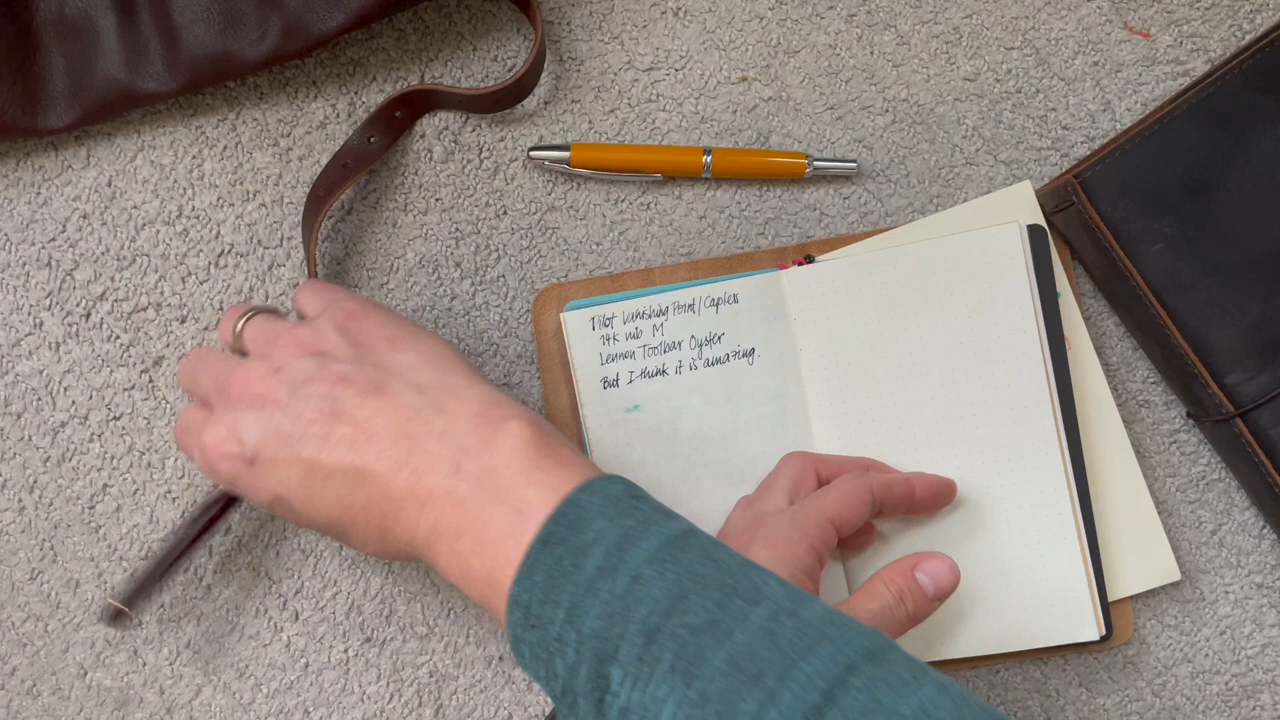 Pilot Vanishing Point/Capless
14K nib M
Lennon Toolbar Oyster
But I think it is amazing.